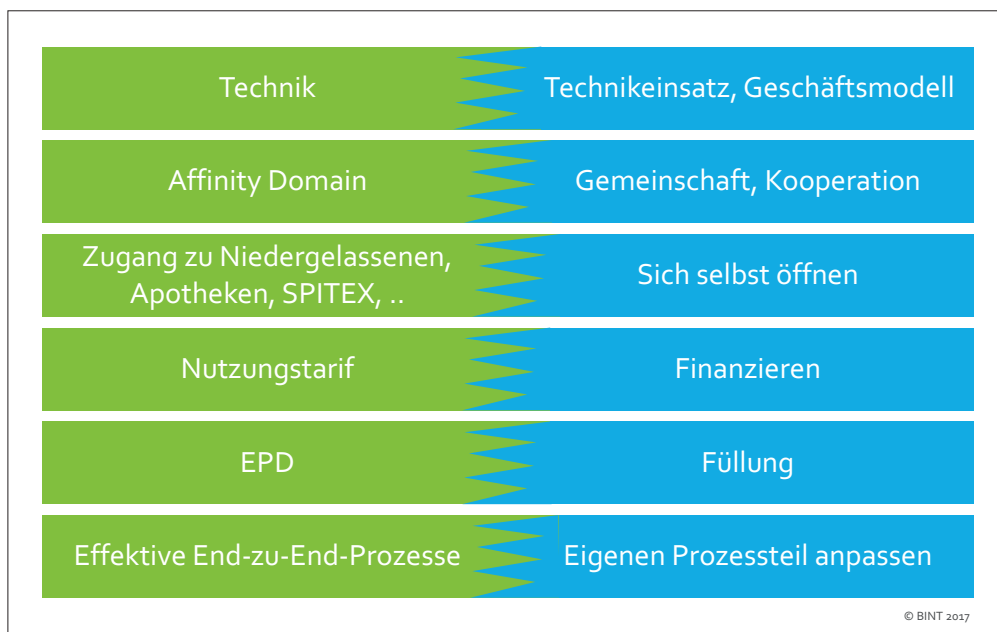 Technik
Technikeinsatz, Geschäftsmodell
Affinity Domain
Gemeinschaft, Kooperation
Zugang zu Niedergelassenen,
Apotheken, SPITEX, ..
Sich selbst öffnen
Nutzungstarif
Finanzieren
EPD
Füllung
Effektive End-zu-End-Prozesse
Eigenen Prozessteil anpassen
© BINT 2017